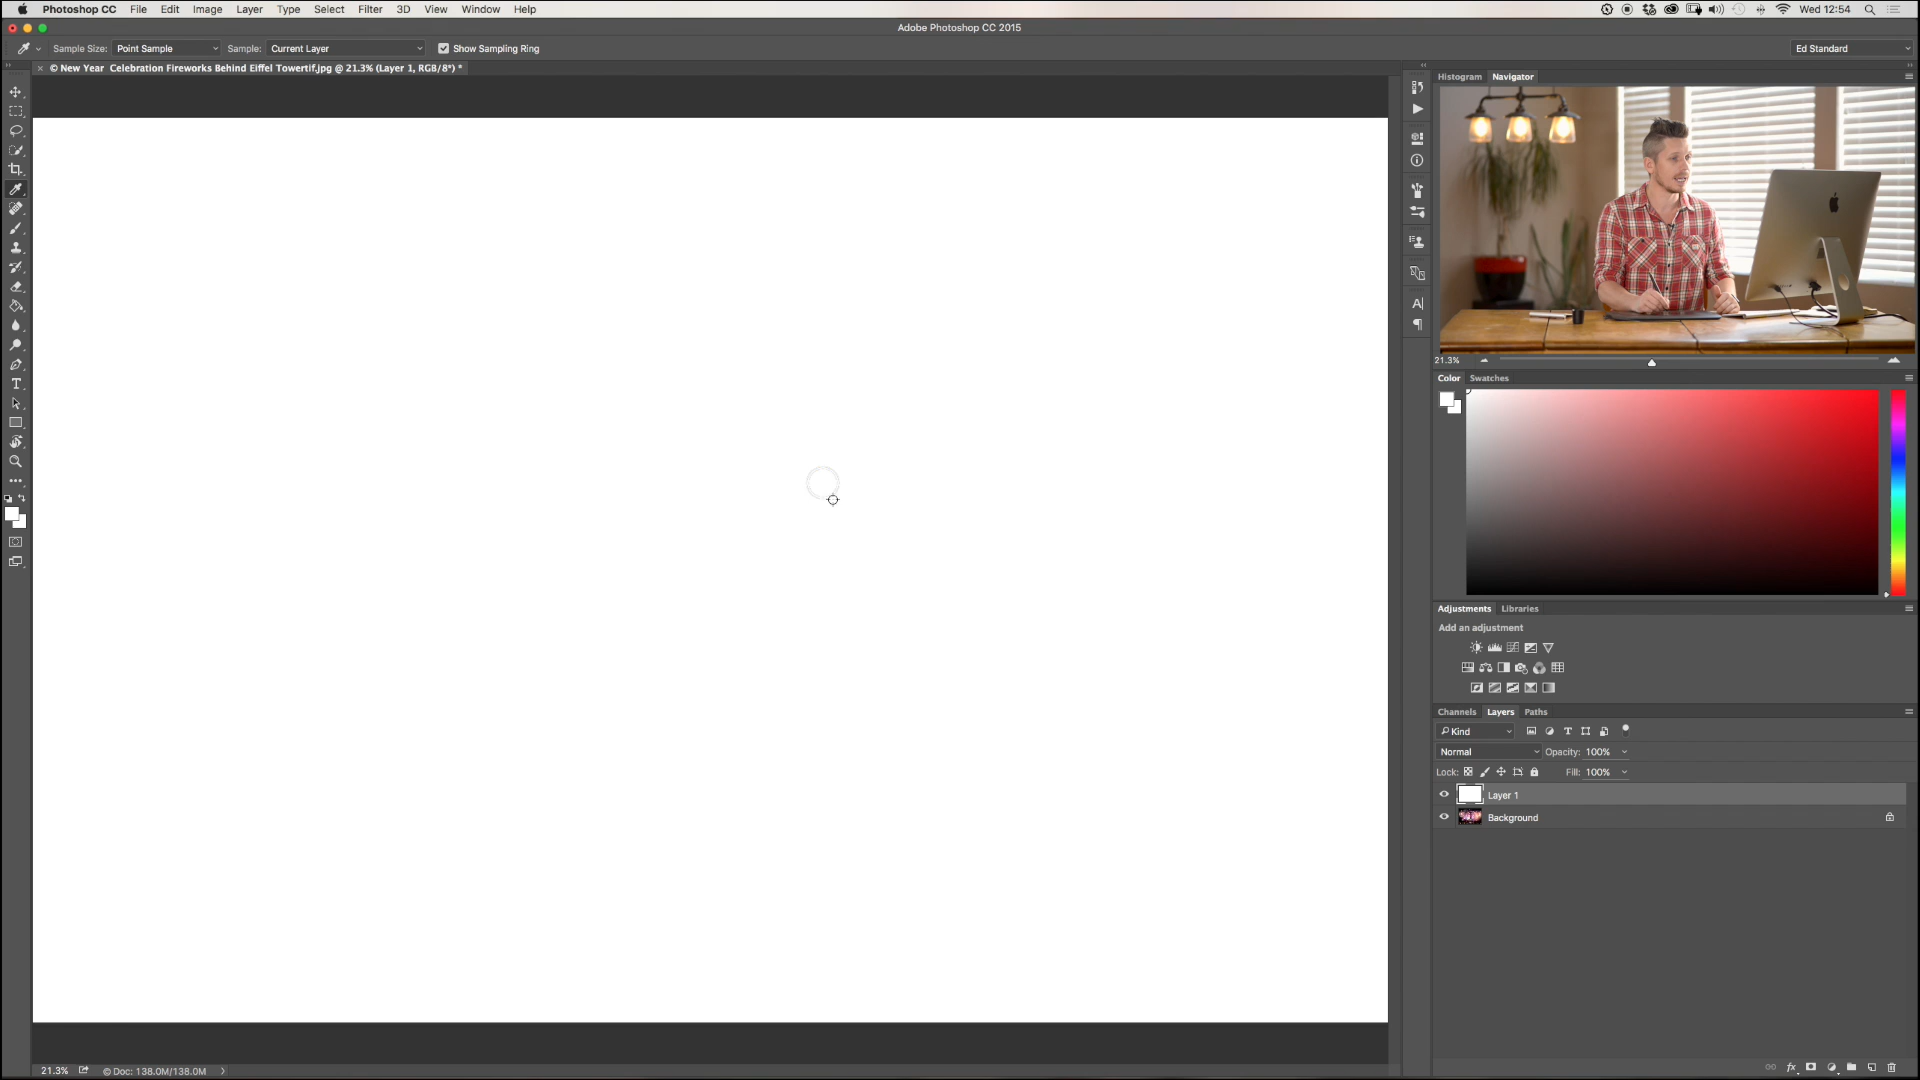 Photoshop CC File Edit Image Layer Type Select Filter 3D View Window Help Wed 12:54
Adobe Photoshop CC 2015
Sample Size: Point Sample Sample: Current Layer Show Sampling Ring Ed Standard
© New Year Celebration Fireworks Behind Eiffel Towertif.jpg @ 21.3% (Layer 1, RGB/8*) *
Histogram Navigator
21.3%
Color Swatches
Adjustments Libraries
Add an adjustment
Channels Layers Paths
Kind
Normal Opacity: 100%
Lock: Fill: 100%
Layer 1
Background
21.3% © Doc: 138.0M/138.0M